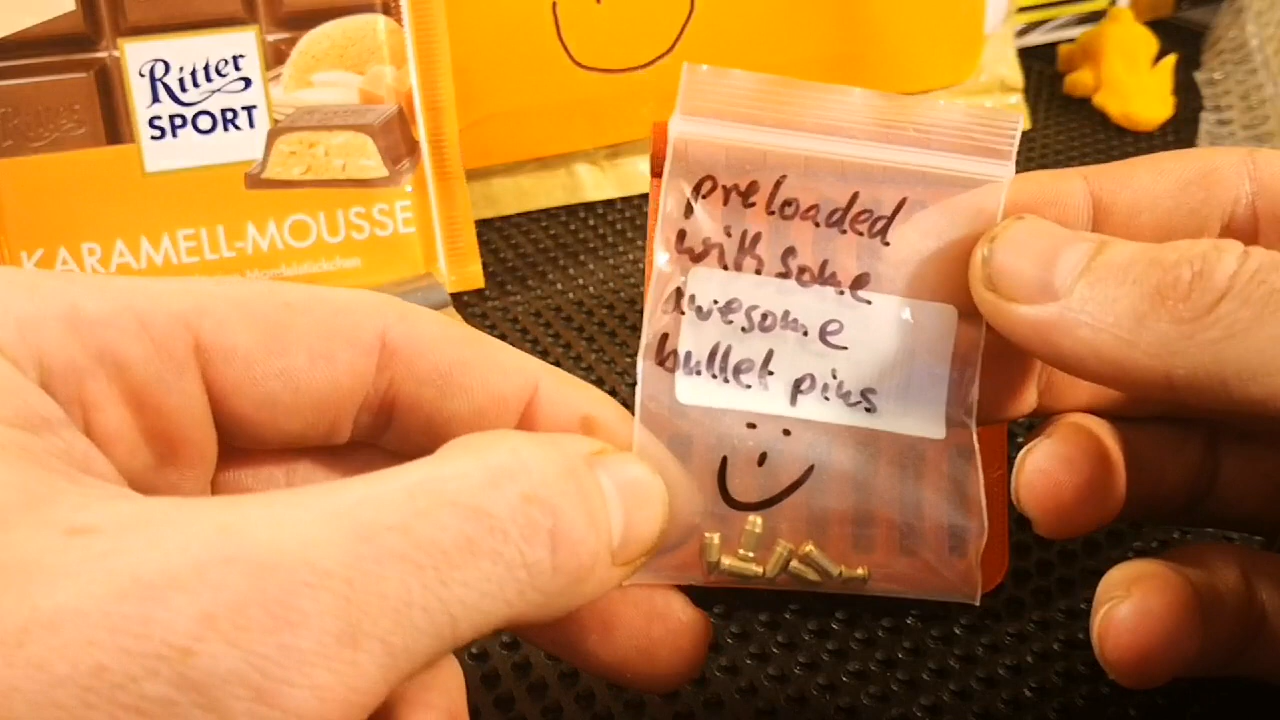 Ritter
SPORT
KARAMELL-MOUSSE
preloaded
with some
awesome
bullet pins